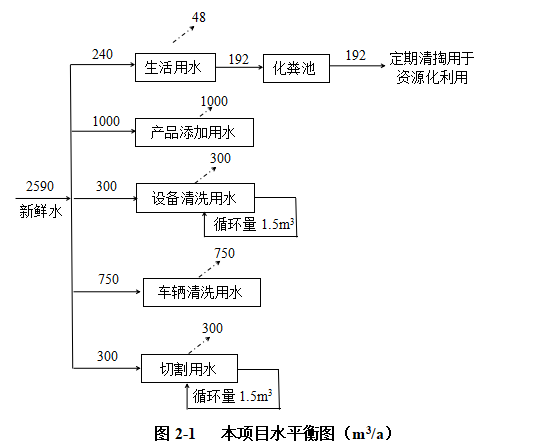 48
240
生活用水
192
化粪池
192
定期清掏用于
资源化利用
1000
1000
产品添加用水
2590
新鲜水
300
300
设备清洗用水
循环量 1.5m³
750
750
车辆清洗用水
300
300
切割用水
循环量 1.5m³
图 2-1 本项目水平衡图（m³/a）